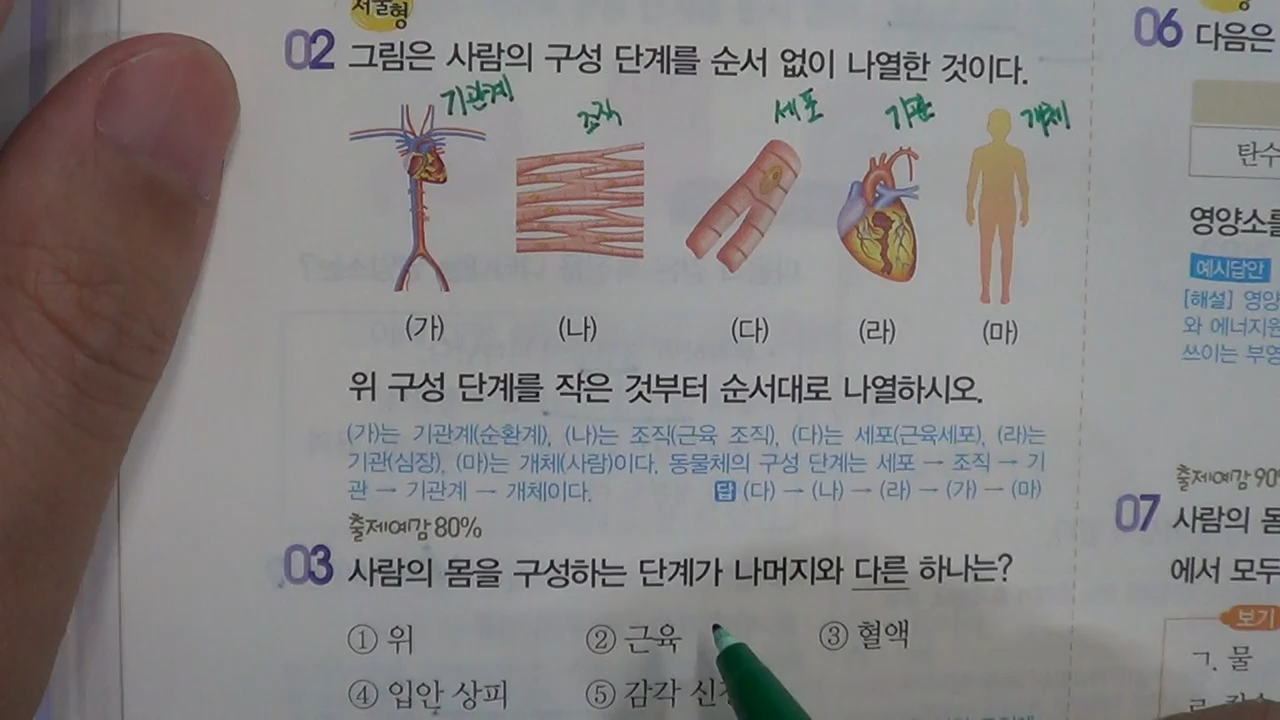 서술형
02 그림은 사람의 구성 단계를 순서 없이 나열한 것이다.
기관계 조직 세포 기관 개체
(가) (나) (다) (라) (마)
위 구성 단계를 작은 것부터 순서대로 나열하시오.
(가)는 기관계(순환계), (나)는 조직(근육 조직), (다)는 세포(근육세포), (라)는
기관(심장), (마)는 개체(사람)이다. 동물체의 구성 단계는 세포 → 조직 → 기
관 → 기관계 → 개체이다. 답 (다) → (나) → (라) → (가) → (마)
출제예감 80%
03 사람의 몸을 구성하는 단계가 나머지와 다른 하나는?
① 위 ② 근육 ③ 혈액
④ 입안 상피 ⑤ 감각
06 다음은
탄수
영양소를
예시답안
[해설] 영양
와 에너지원
쓰이는 부영
출제예감 90
07 사람의 몸
에서 모두
보기
ㄱ. 물